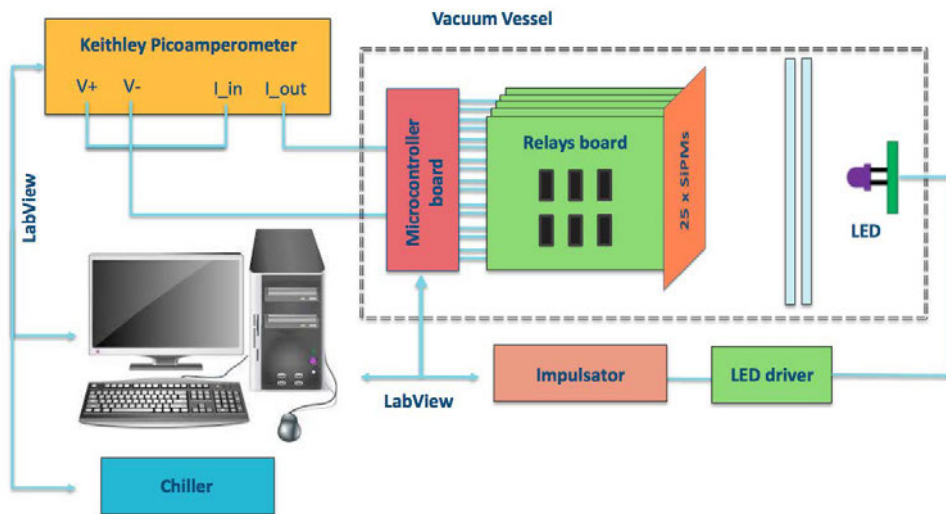 Vacuum Vessel
Keithley Picoamperometer
V+ V- I_in I_out
LabView
Microcontroller
board
Relays board
25 x SiPMs
LED
LabView
Impulsator
LED driver
Chiller